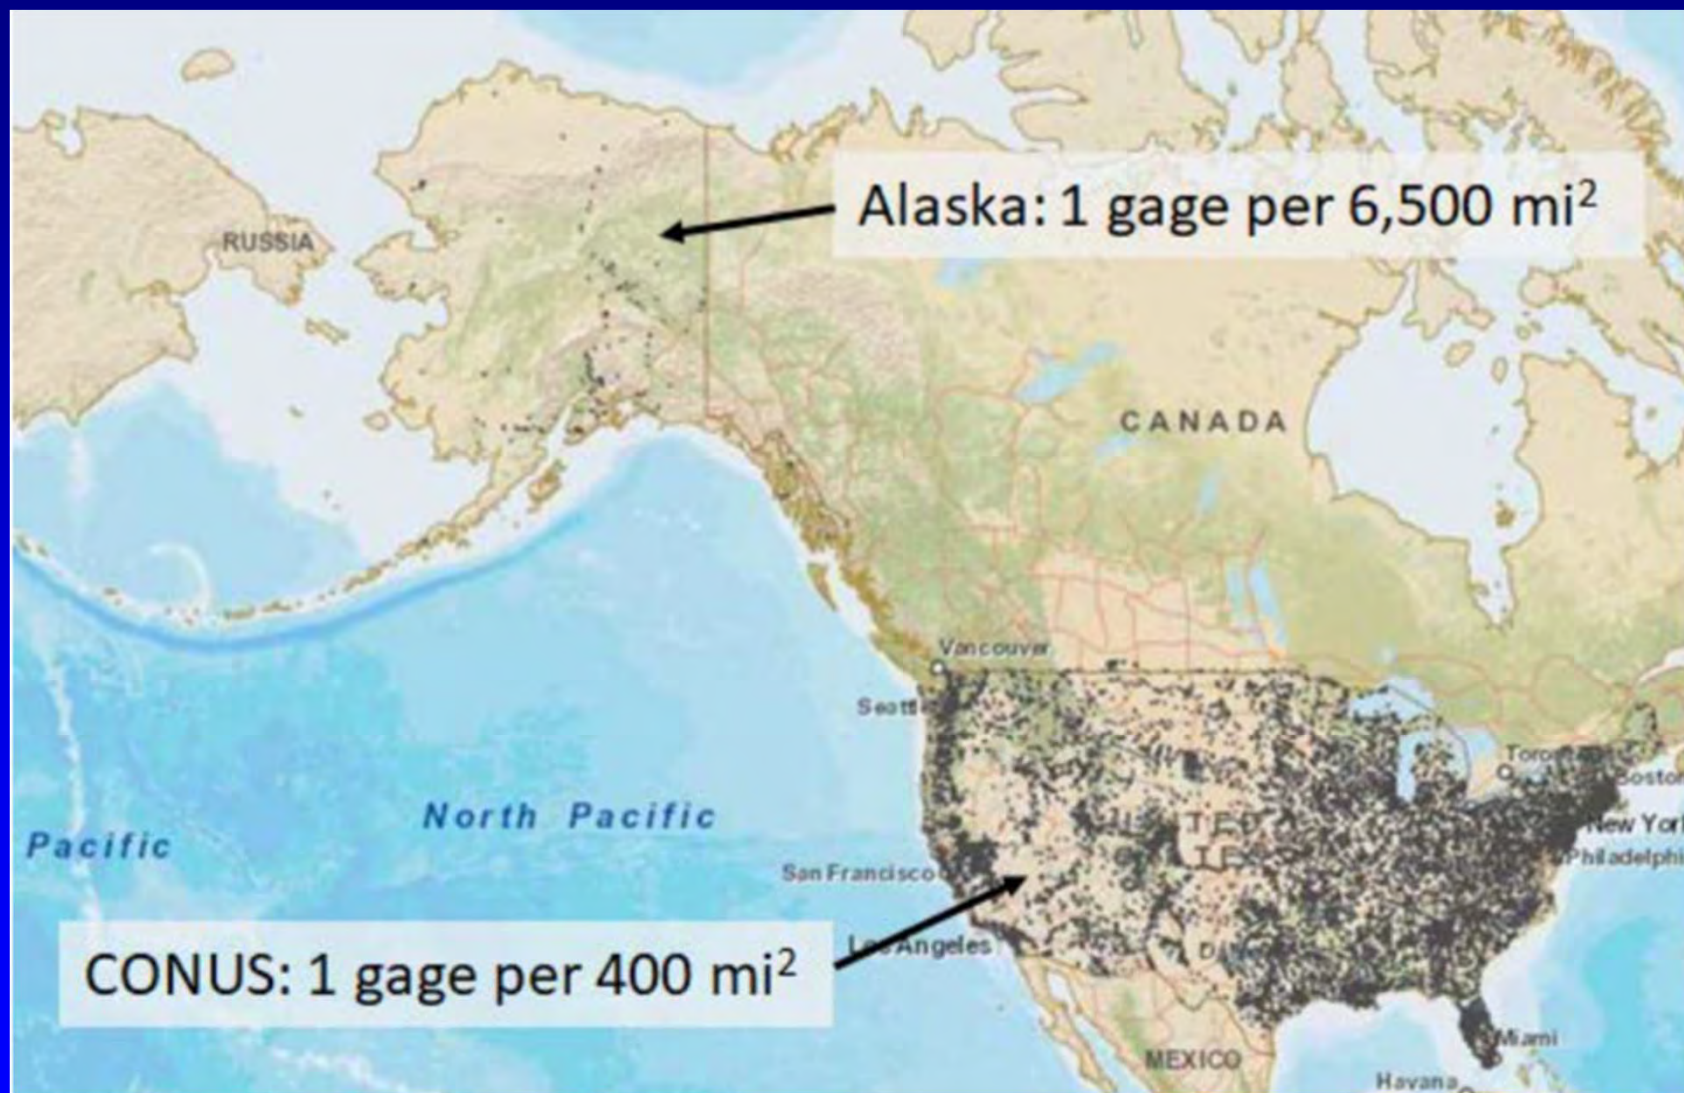 Alaska: 1 gage per 6,500 mi²
RUSSIA
CANADA
Vancouver
Seattle
North Pacific
Pacific
San Francisco
Los Angeles
CONUS: 1 gage per 400 mi²
Boston
New York
Philadelphi
Miami
MEXICO
Havana